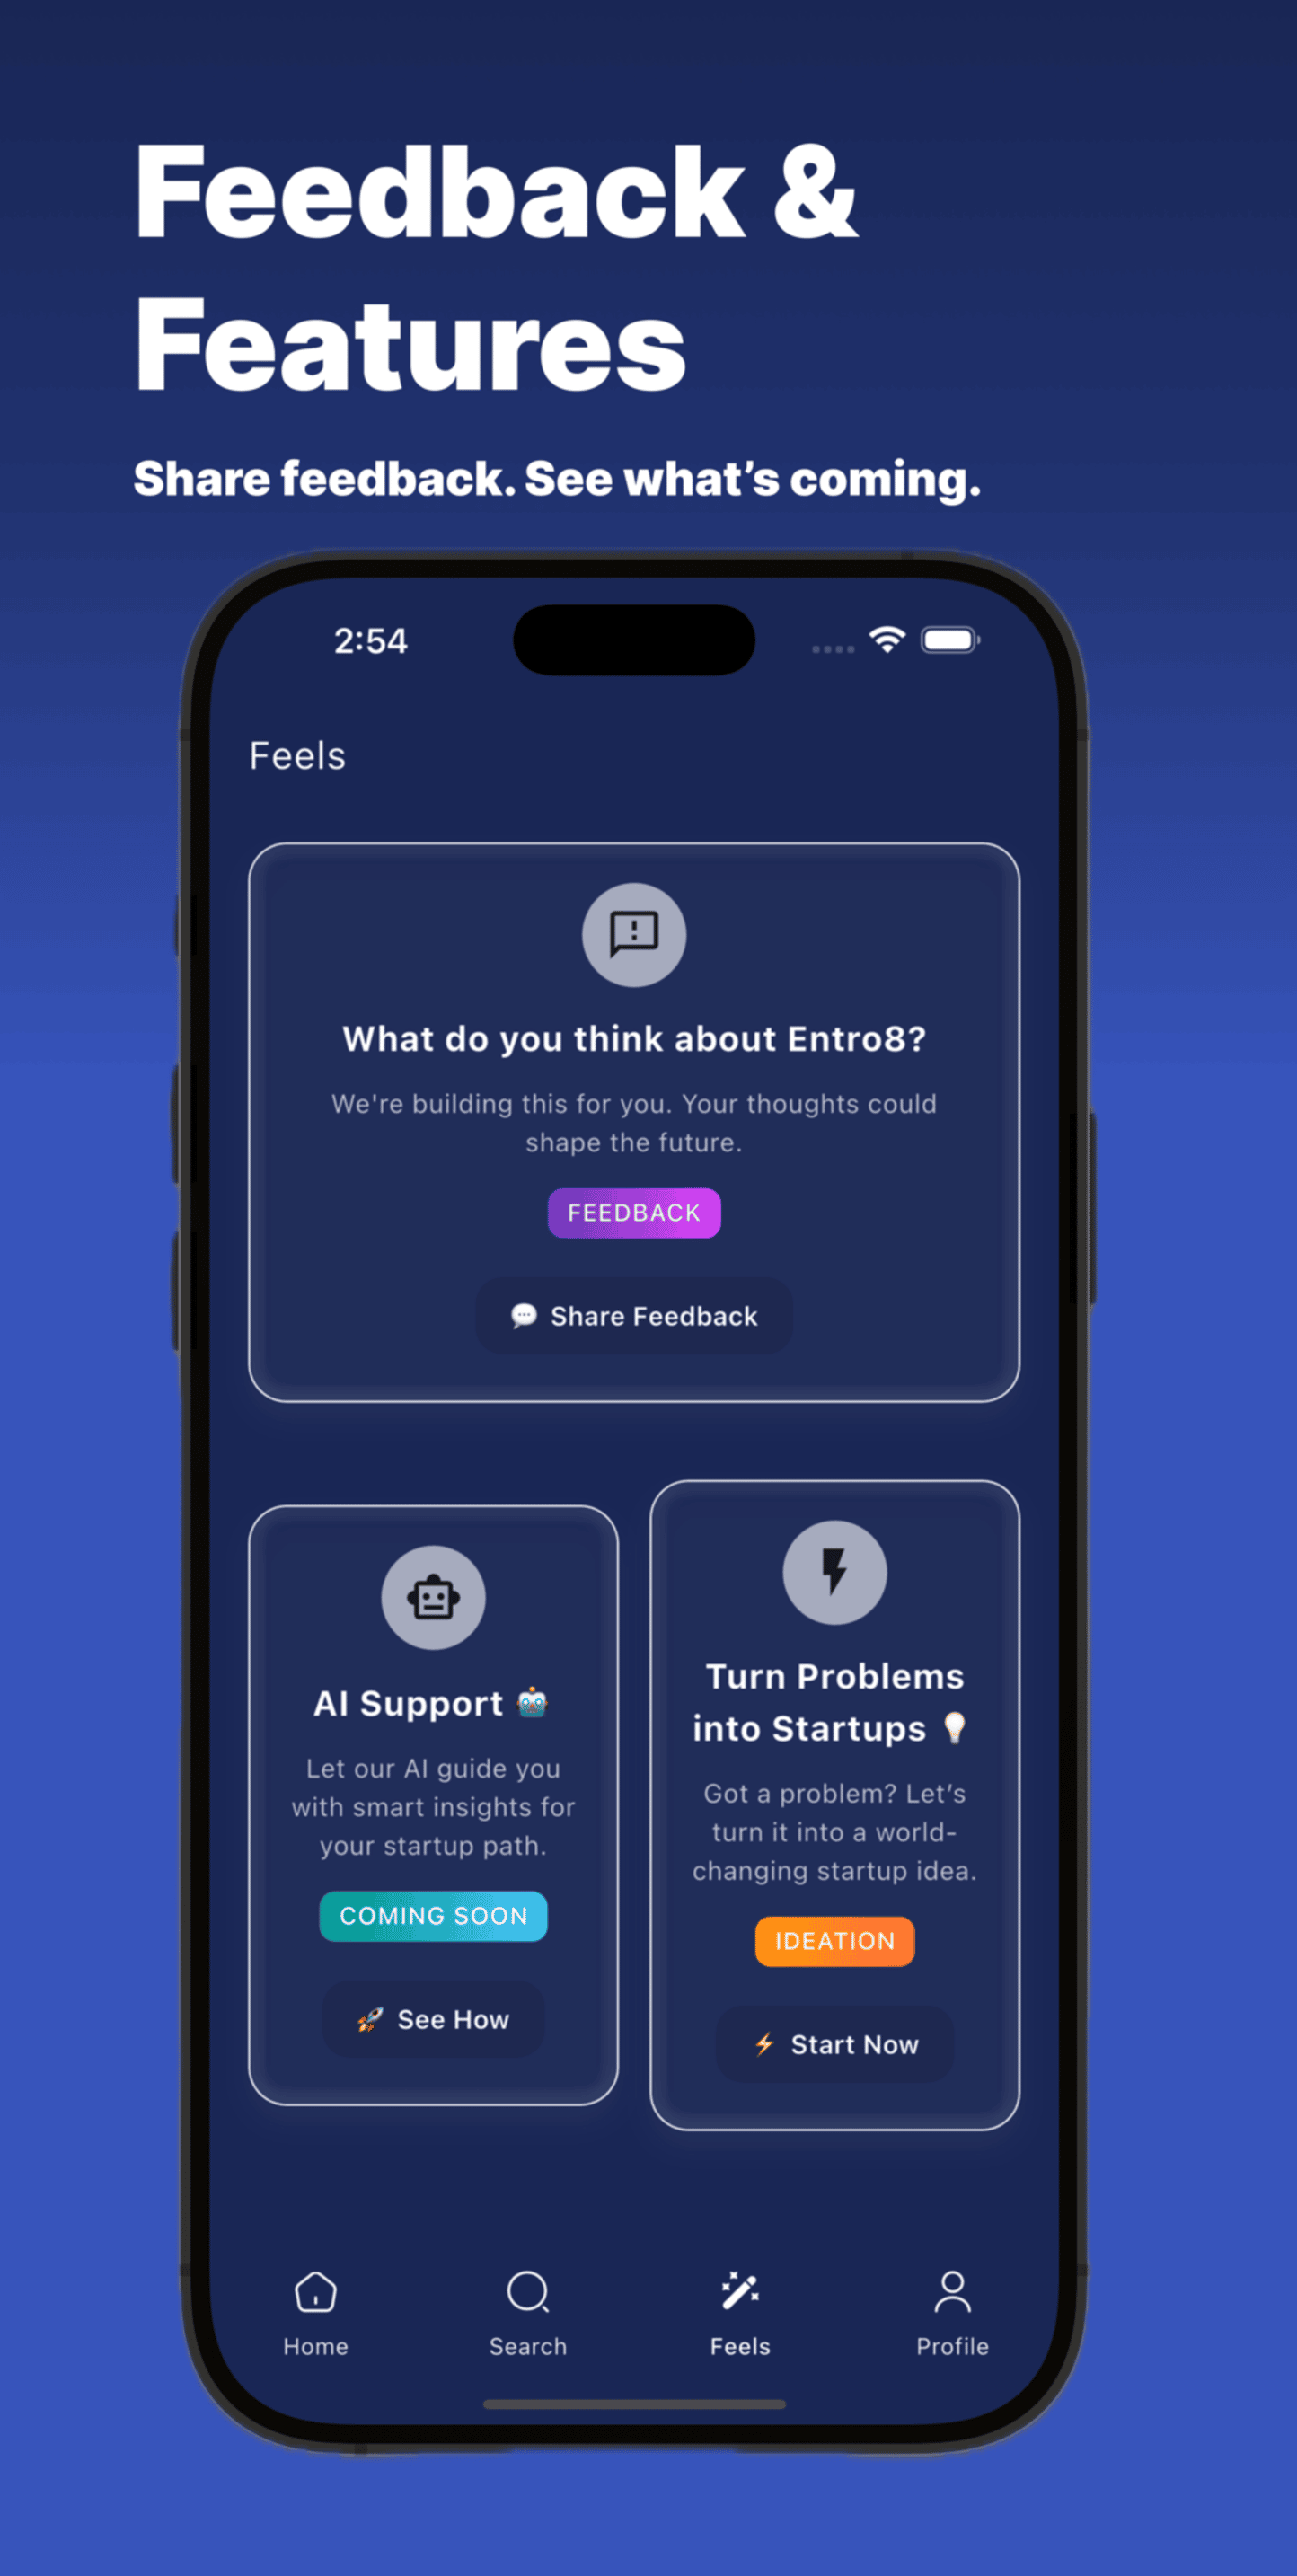 Feedback &
Features
Share feedback. See what’s coming.
2:54
Feels
What do you think about Entro8?
We're building this for you. Your thoughts could
shape the future.
FEEDBACK
💬 Share Feedback
AI Support 🤖
Let our AI guide you
with smart insights for
your startup path.
COMING SOON
🚀 See How
Turn Problems
into Startups 💡
Got a problem? Let’s
turn it into a world-
changing startup idea.
IDEATION
⚡ Start Now
Home
Search
Feels
Profile